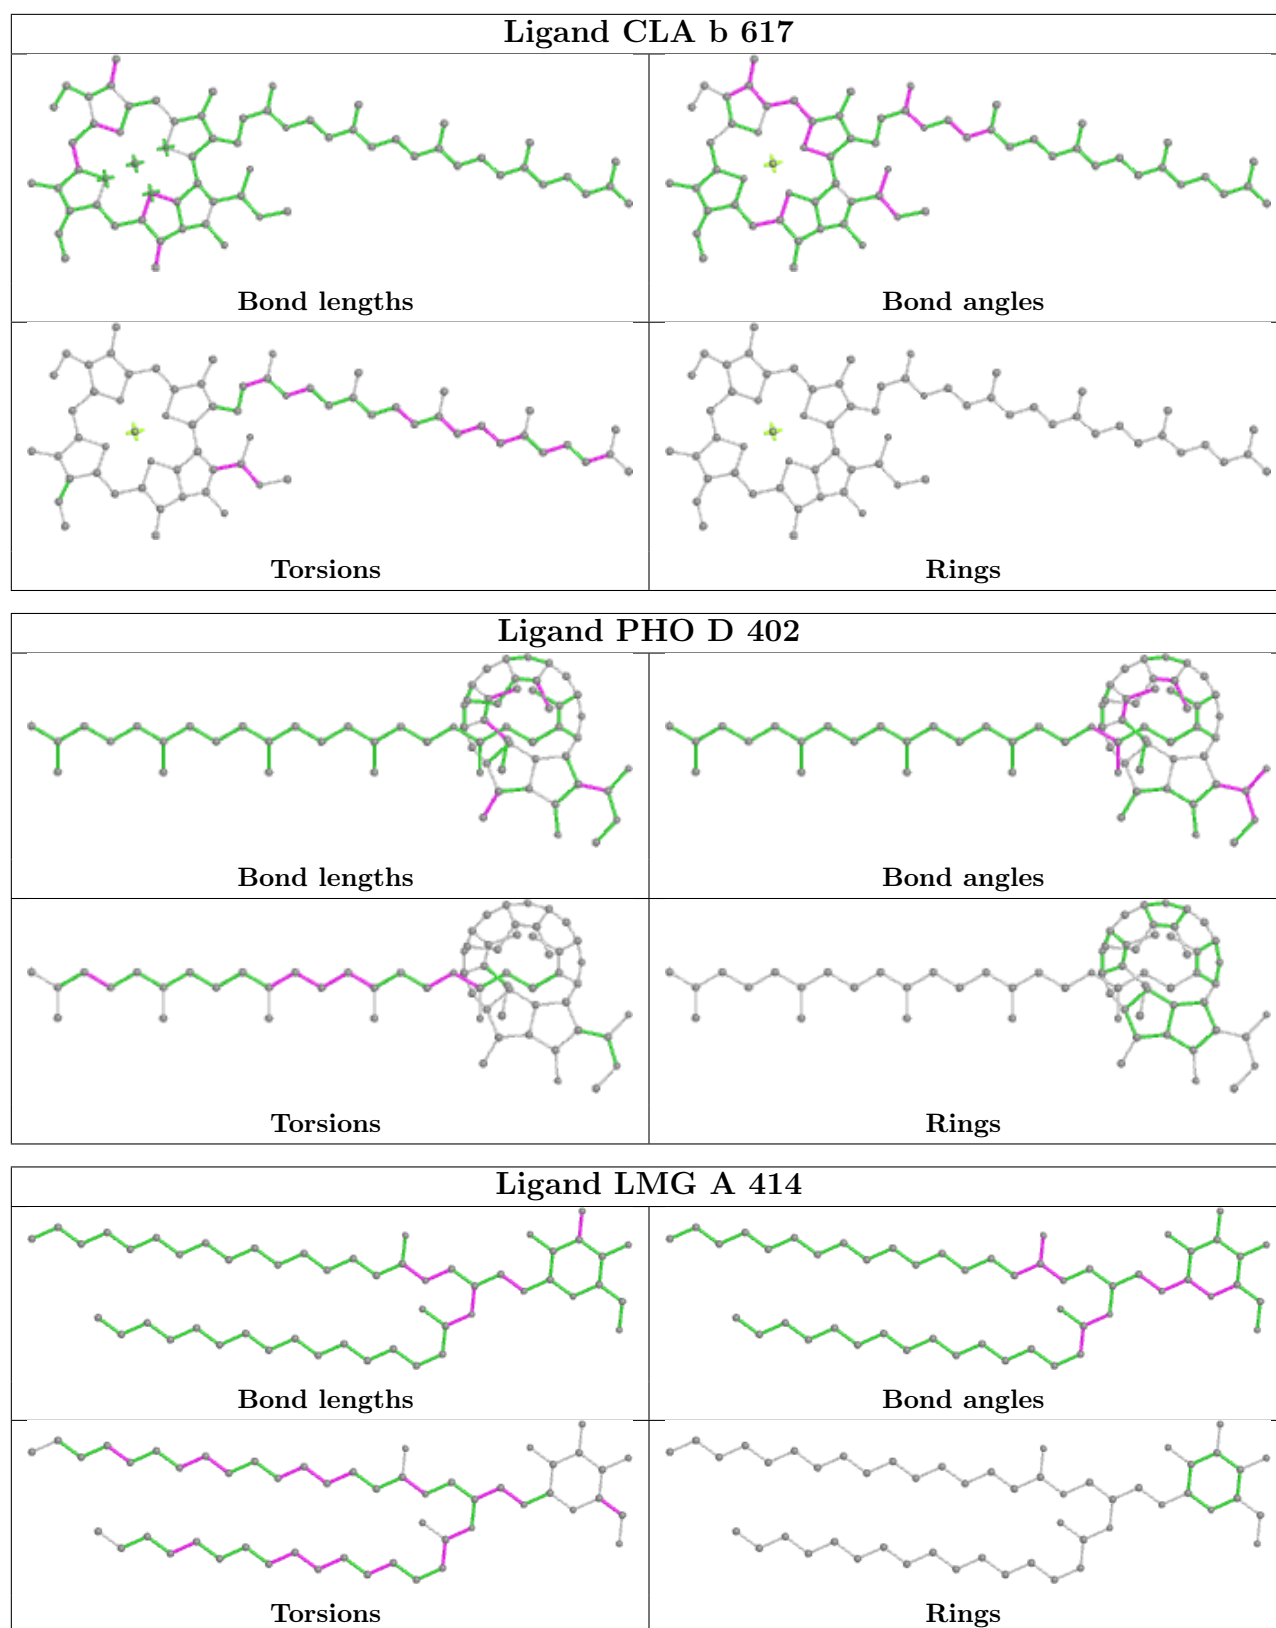 Ligand CLA b 617
Bond lengths
Bond angles
Torsions
Rings
Ligand PHO D 402
Bond lengths
Bond angles
Torsions
Rings
Ligand LMG A 414
Bond lengths
Bond angles
Torsions
Rings